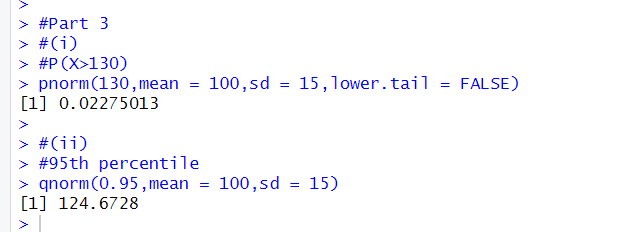 >
> #Part 3
> #(i)
> #P(X>130)
> pnorm(130,mean = 100,sd = 15,lower.tail = FALSE)
[1] 0.02275013
>
> #(ii)
> #95th percentile
> qnorm(0.95,mean = 100,sd = 15)
[1] 124.6728
>